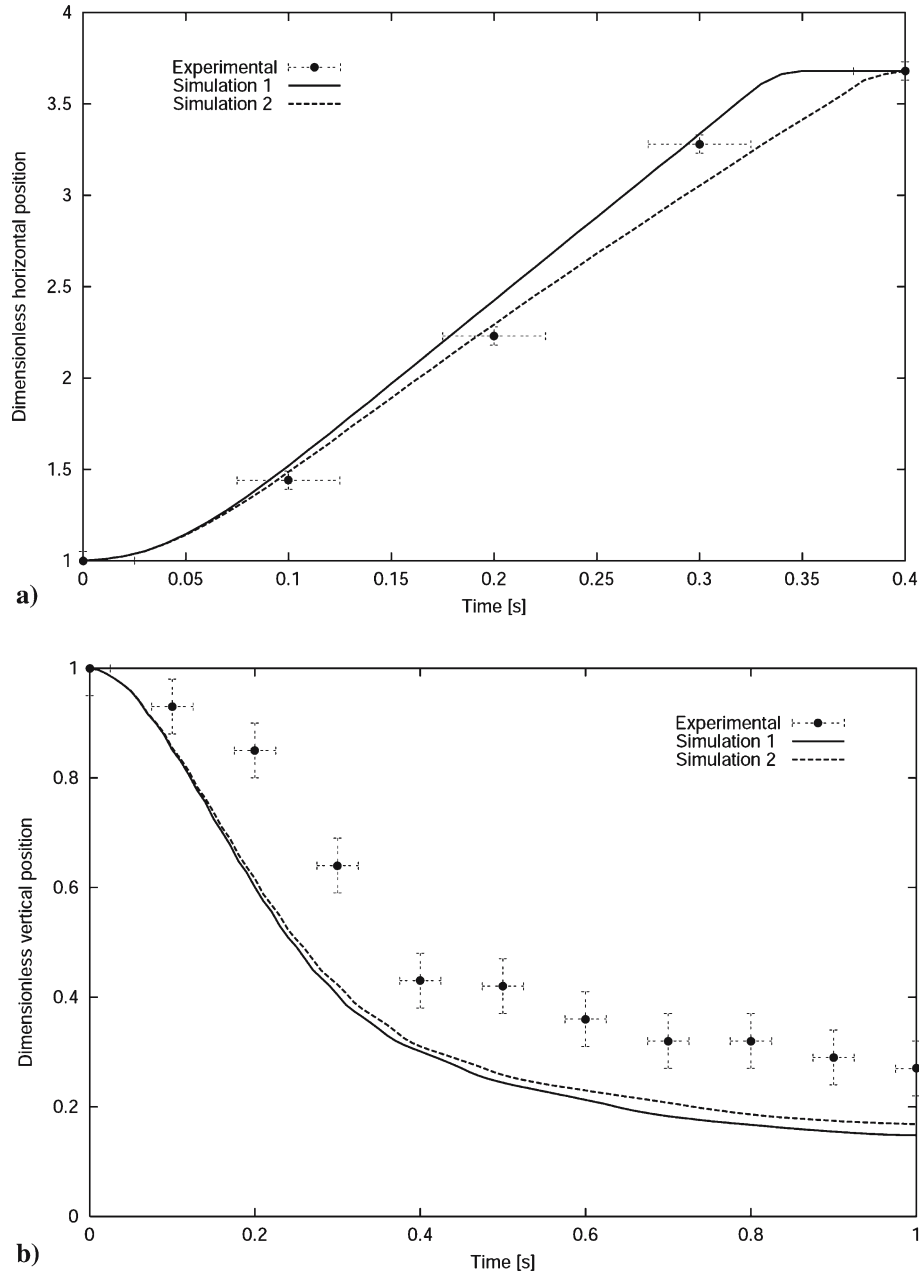 4
3.5
3
2.5
2
1.5
1
Dimensionless horizontal position
Experimental
Simulation 1
Simulation 2
0 0.05 0.1 0.15 0.2 0.25 0.3 0.35 0.4
Time [s]
a)
1
0.8
0.6
0.4
0.2
0
Dimensionless vertical position
Experimental
Simulation 1
Simulation 2
0 0.2 0.4 0.6 0.8 1
Time [s]
b)